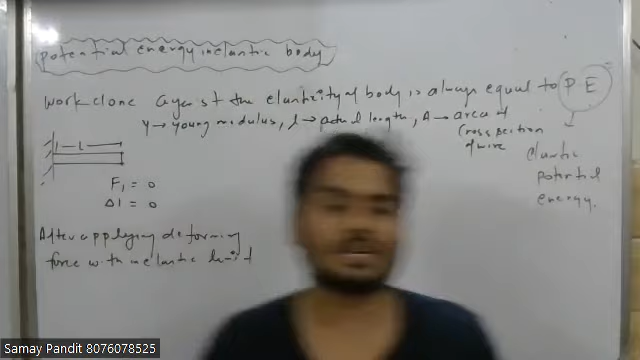 potential energy in elastic body
work done against the elasticity of body is always equal to P E
Y → young modulus, l → actual length, A → area of
cross section
of wire
elastic
potential
energy.
L
F1 = 0
Δl = 0
After applying deforming
force with in elastic limit
Samay Pandit 8076078525